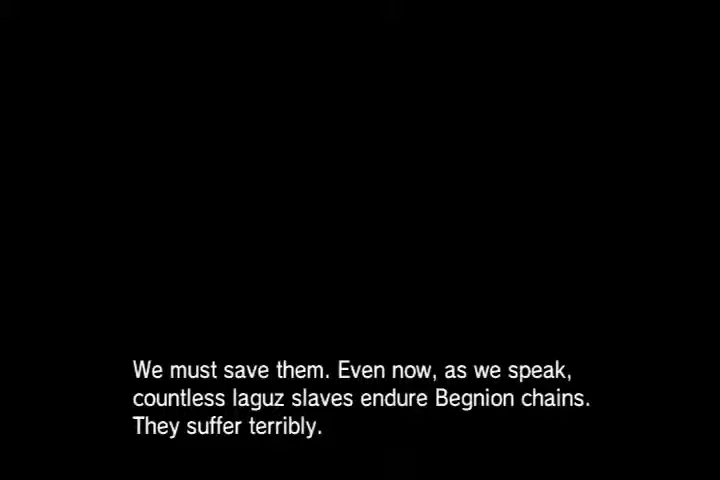 We must save them. Even now, as we speak,
countless laguz slaves endure Begnion chains.
They suffer terribly.